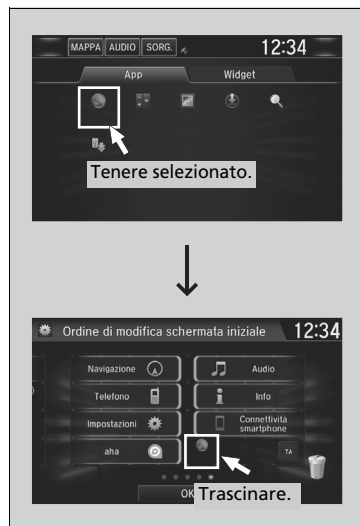 MAPPA AUDIO SORG. 12:34
App Widget
Tenere selezionato.
Ordine di modifica schermata iniziale 12:34
Navigazione Audio
Telefono Info
Impostazioni Connettività
smartphone
aha TA
OK
Trascinare.